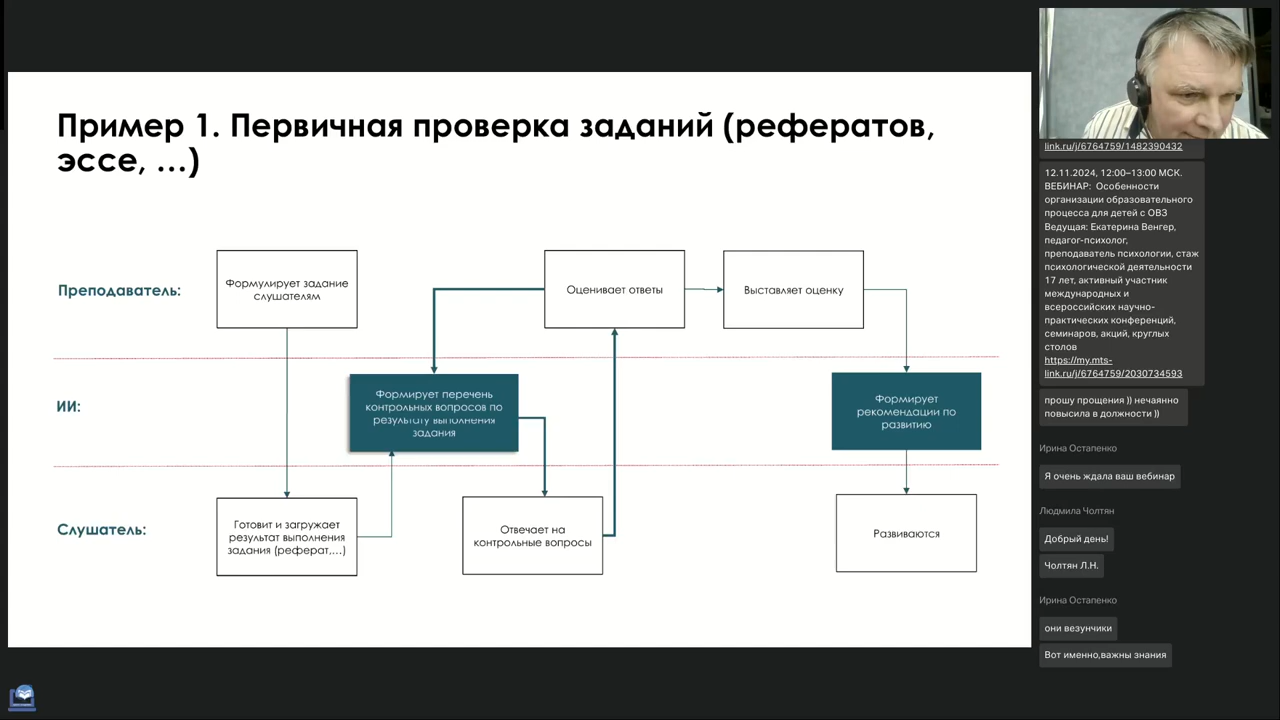 Пример 1. Первичная проверка заданий (рефератов,
эссе, ...)
Преподаватель:
Формулирует задание
слушателям
Оценивает ответы
Выставляет оценку
ИИ:
Формирует перечень
контрольных вопросов по
результату выполнения
задания
Формирует
рекомендации по
развитию
Слушатель:
Готовит и загружает
результат выполнения
задания (реферат,...)
Отвечает на
контрольные вопросы
Развиваются
link.ru/j/6764759/1482390432
12.11.2024, 12:00–13:00 МСК.
ВЕБИНАР: Особенности
организации образовательного
процесса для детей с ОВЗ
Ведущая: Екатерина Венгер,
педагог-психолог,
преподаватель психологии, стаж
психологической деятельности
17 лет, активный участник
международных и
всероссийских научно-
практических конференций,
семинаров, акций, круглых
столов
https://my.mts-
link.ru/j/6764759/2030734593
прошу прощения )) нечаянно
повысила в должности ))
Ирина Остапенко
Я очень ждала ваш вебинар
Людмила Чолтян
Добрый день!
Чолтян Л.Н.
Ирина Остапенко
они везунчики
Вот именно,важны знания